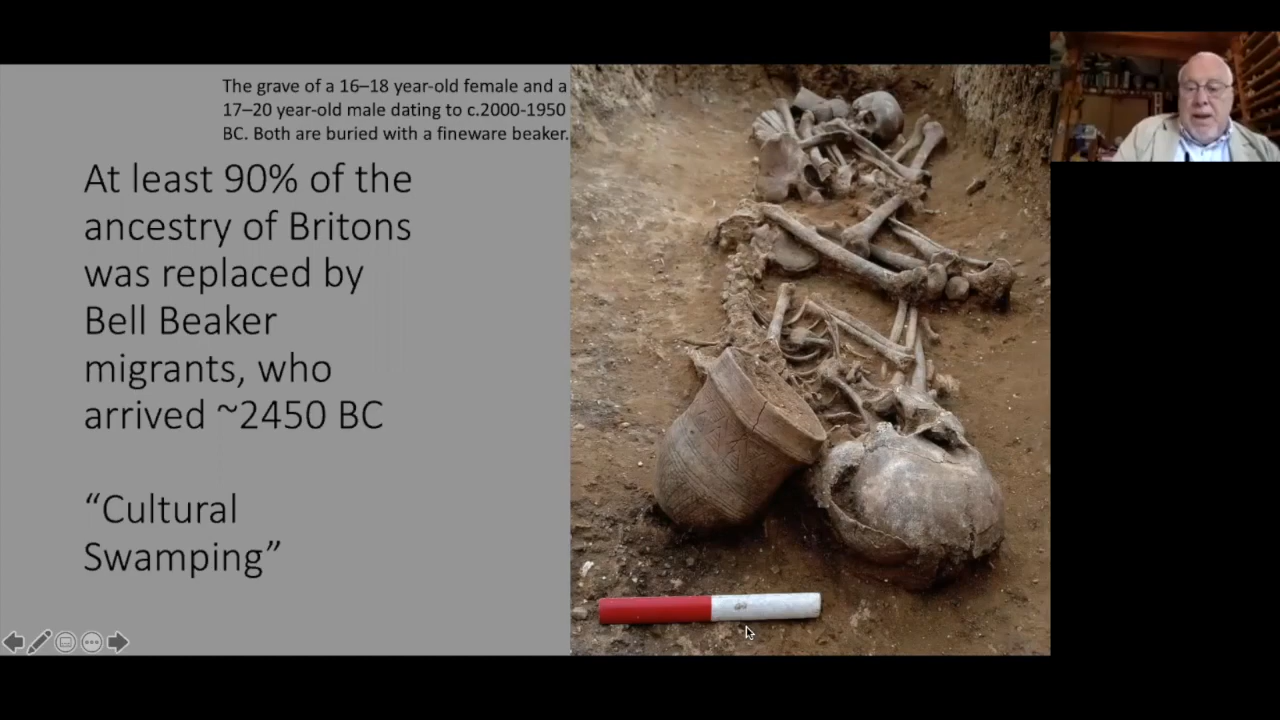 The grave of a 16–18 year-old female and a
17–20 year-old male dating to c.2000-1950
BC. Both are buried with a fineware beaker.
At least 90% of the
ancestry of Britons
was replaced by
Bell Beaker
migrants, who
arrived ~2450 BC
“Cultural
Swamping”